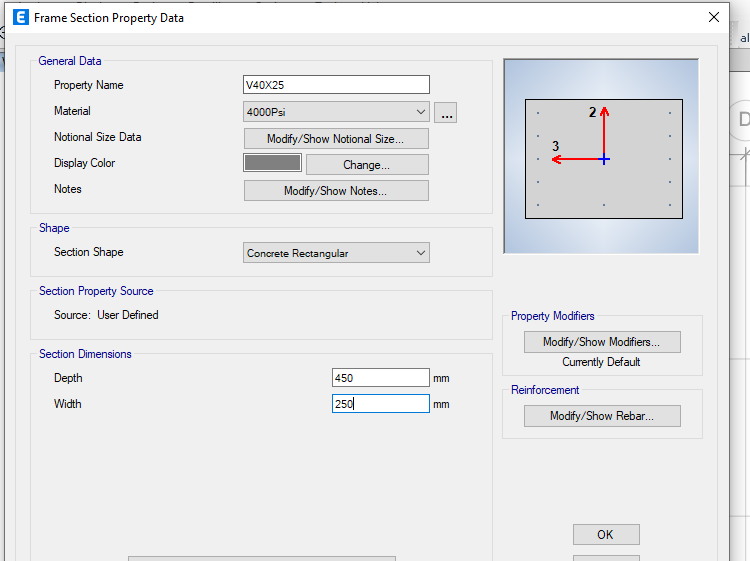 E Frame Section Property Data
al
General Data
Property Name V40X25
Material 4000Psi ...
Notional Size Data Modify/Show Notional Size...
Display Color Change...
Notes Modify/Show Notes...
2
3
D
Shape
Section Shape Concrete Rectangular
Section Property Source
Source: User Defined
Property Modifiers
Modify/Show Modifiers...
Currently Default
Section Dimensions
Depth 450 mm
Width 250 mm
Reinforcement
Modify/Show Rebar...
OK